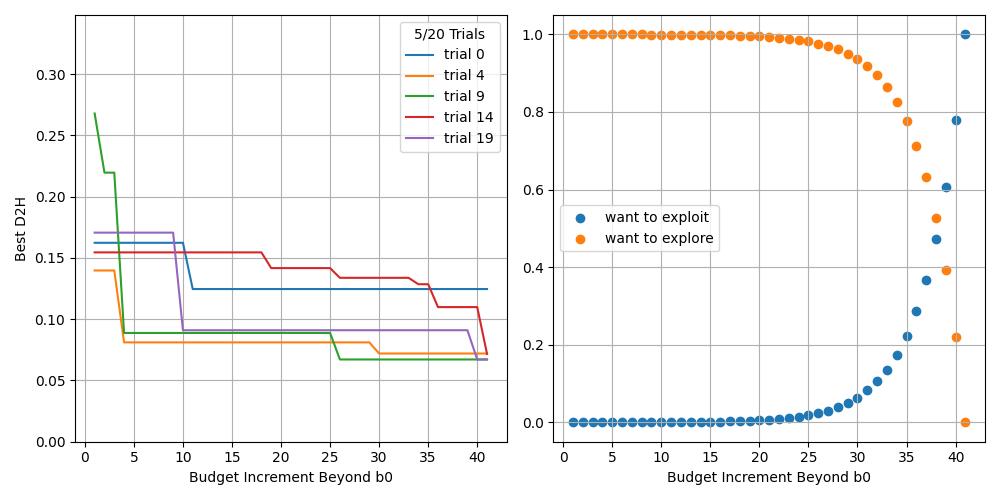 5/20 Trials
trial 0
trial 4
trial 9
trial 14
trial 19
Best D2H
0.30
0.25
0.20
0.15
0.10
0.05
0.00
0 5 10 15 20 25 30 35 40
Budget Increment Beyond b0
1.0
0.8
0.6
0.4
0.2
0.0
want to exploit
want to explore
0 5 10 15 20 25 30 35 40
Budget Increment Beyond b0